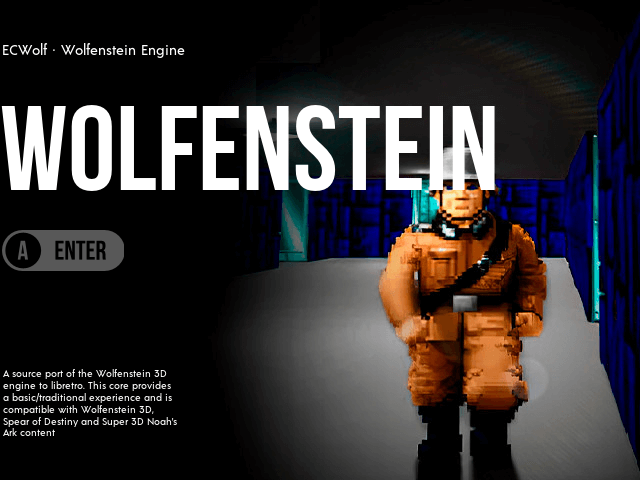 ECWolf · Wolfenstein Engine
WOLFENSTEIN
A ENTER
A source port of the Wolfenstein 3D
engine to libretro. This core provides
a basic/traditional experience and is
compatible with Wolfenstein 3D,
Spear of Destiny and Super 3D Noah's
Ark content